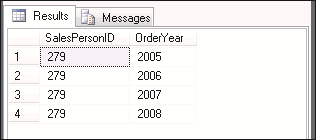 Results Messages
SalesPersonID OrderYear
1 279 2005
2 279 2006
3 279 2007
4 279 2008